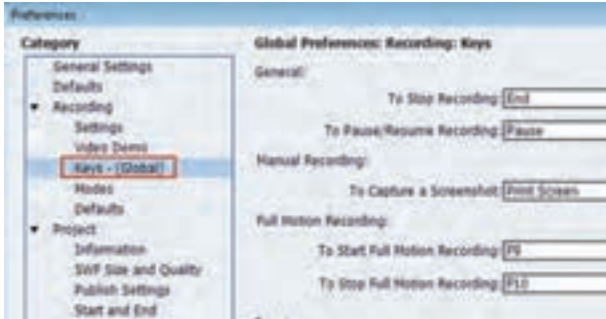 Preferences
Category
General Settings
Defaults
Recording
Settings
Video Demo
Keys - (Global)
Modes
Defaults
Project
Information
SWF Size and Quality
Publish Settings
Start and End
Global Preferences: Recording: Keys
General:
To Stop Recording: End
To Pause/Resume Recording: Pause
Manual Recording:
To Capture a Screenshot: Print Screen
Full Motion Recording:
To Start Full Motion Recording: F9
To Stop Full Motion Recording: F10